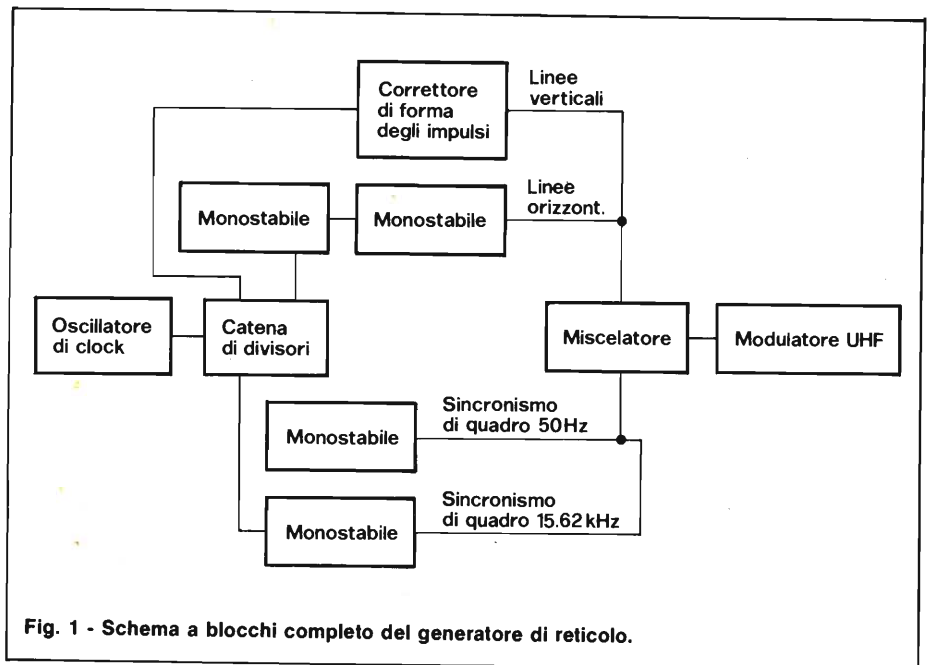 Correttore
di forma
degli impulsi
Linee
verticali
Monostabile
Monostabile
Linee
orizzont.
Oscillatore
di clock
Catena
di divisori
Miscelatore
Modulatore UHF
Monostabile
Sincronismo
di quadro 50Hz
Monostabile
Sincronismo
di quadro 15.62 kHz
Fig. 1 - Schema a blocchi completo del generatore di reticolo.